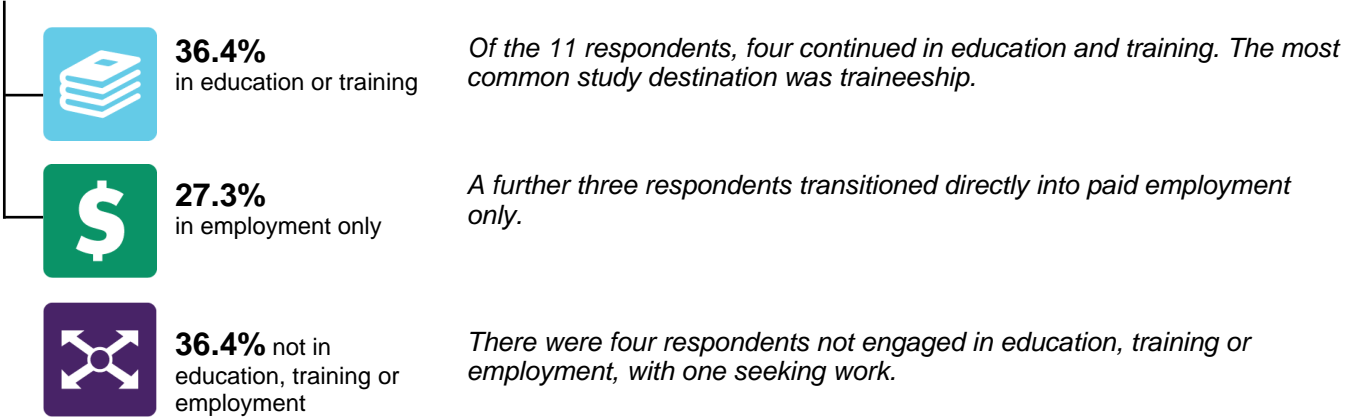 36.4%
in education or training
Of the 11 respondents, four continued in education and training. The most
common study destination was traineeship.
$
27.3%
in employment only
A further three respondents transitioned directly into paid employment
only.
36.4% not in
education, training or
employment
There were four respondents not engaged in education, training or
employment, with one seeking work.